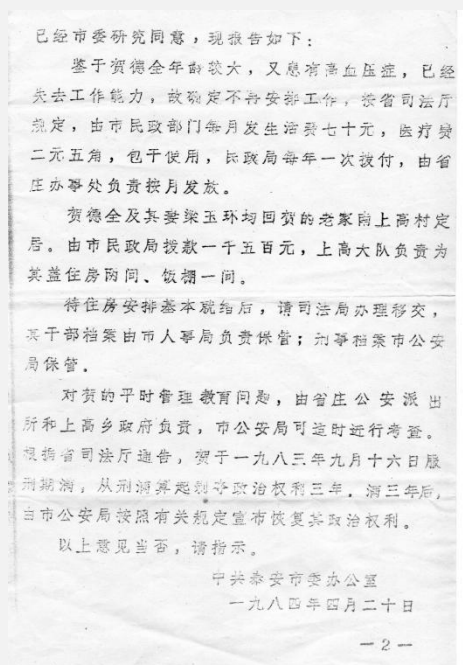 已经市委研究同意，现报告如下：
鉴于贺德全年龄较大，又患有高血压症，已经
失去工作能力，故确定不再安排工作，按省司法厅
规定，由市民政部门每月发生活费七十元，医疗费
二元五角，包干使用，民政局每年一次拨付，由省
庄办事处负责按月发放。
贺德全及其妻梁玉环均回贺的老家南上高村定
居。由市民政局拨款一千五百元，上高大队负责为
其盖住房两间、饭棚一间。
待住房安排基本就绪后，请司法局办理移交，
其干部档案由市人事局负责保管；刑事档案市公安
局保管。
对贺的平时管理教育问题，由省庄公安派出
所和上高乡政府负责，市公安局可适时进行考查。
根据省司法厅通告，贺于一九八三年九月十六日服
刑期满，从刑满算起剥夺政治权利三年．满三年后，
由市公安局按照有关规定宣布恢复其政治权利。
以上意见当否，请指示。
中共泰安市委办公室
一九八四年四月二十日
—2—